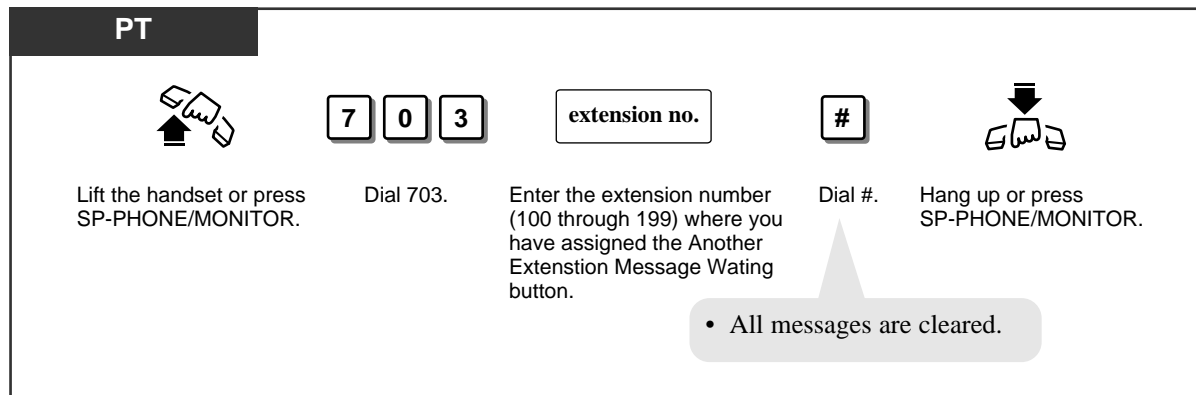 PT
7 0 3
extension no.
#
Lift the handset or press
SP-PHONE/MONITOR.
Dial 703.
Enter the extension number
(100 through 199) where you
have assigned the Another
Extenstion Message Wating
button.
Dial #.
Hang up or press
SP-PHONE/MONITOR.
• All messages are cleared.